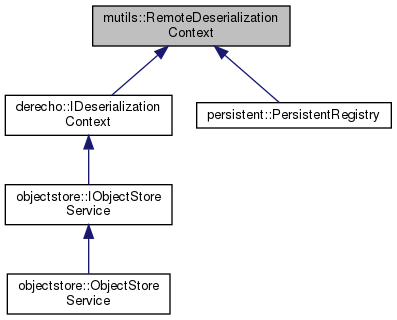 mutils::RemoteDeserialization
Context
derecho::IDeserialization
Context
persistent::PersistentRegistry
objectstore::IObjectStore
Service
objectstore::ObjectStore
Service